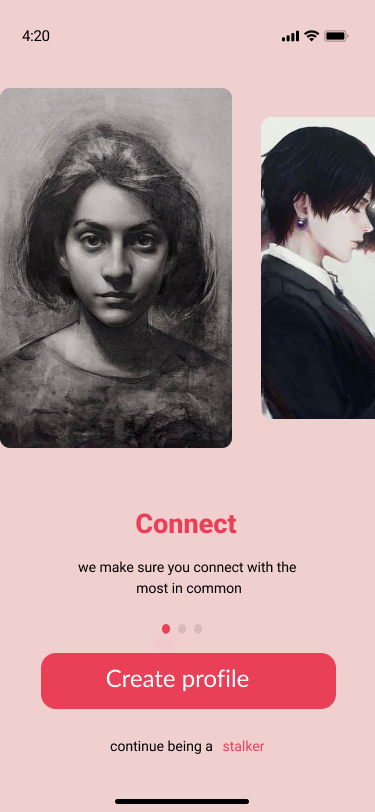 4:20
Connect
we make sure you connect with the
most in common
Create profile
continue being a stalker